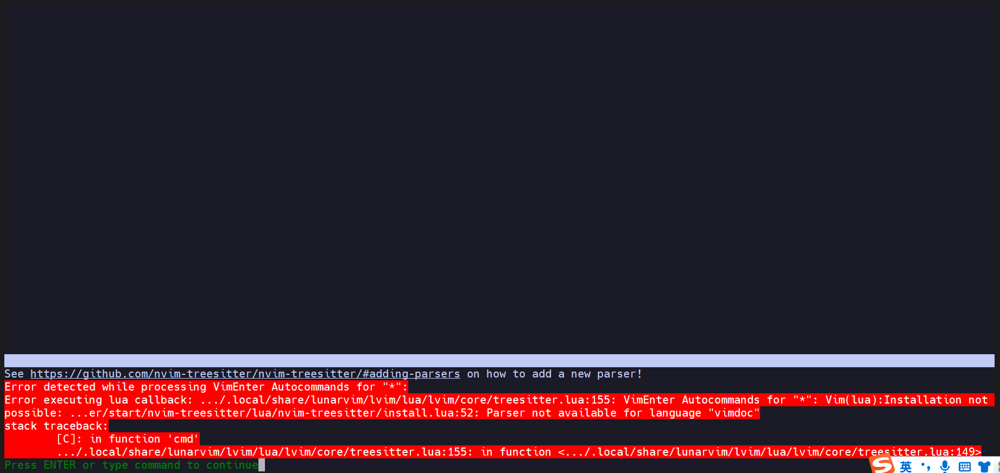 See https://github.com/nvim-treesitter/nvim-treesitter/#adding-parsers on how to add a new parser!
Error detected while processing VimEnter Autocommands for "*":
Error executing lua callback: .../.local/share/lunarvim/lvim/lua/lvim/core/treesitter.lua:155: VimEnter Autocommands for "*": Vim(lua):Installation not
possible: ...er/start/nvim-treesitter/lua/nvim-treesitter/install.lua:52: Parser not available for language "vimdoc"
stack traceback:
        [C]: in function 'cmd'
        .../.local/share/lunarvim/lvim/lua/lvim/core/treesitter.lua:155: in function <.../.local/share/lunarvim/lvim/lua/lvim/core/treesitter.lua:149>
Press ENTER or type command to continue
S 英